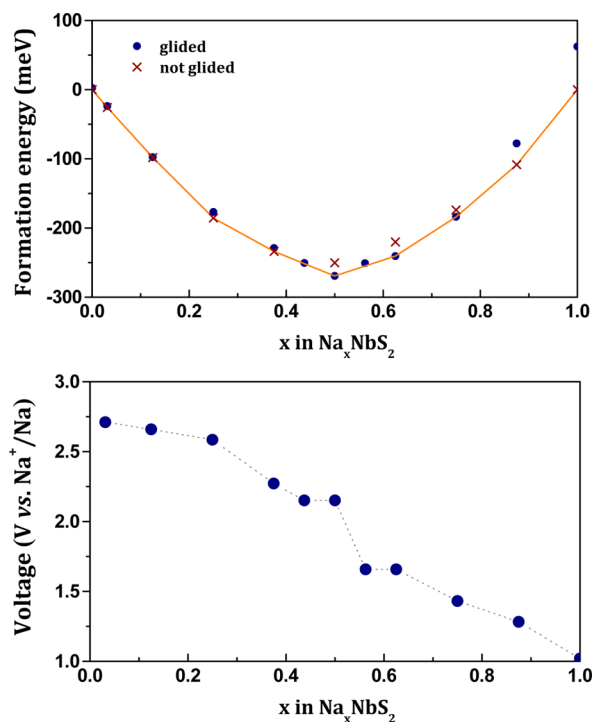 100
0
-100
-200
-300
Formation energy (meV)
glided
not glided
0.0 0.2 0.4 0.6 0.8 1.0
x in NaₓNbS₂
3.0
2.5
2.0
1.5
1.0
Voltage (V vs. Na⁺/Na)
0.0 0.2 0.4 0.6 0.8 1.0
x in NaₓNbS₂